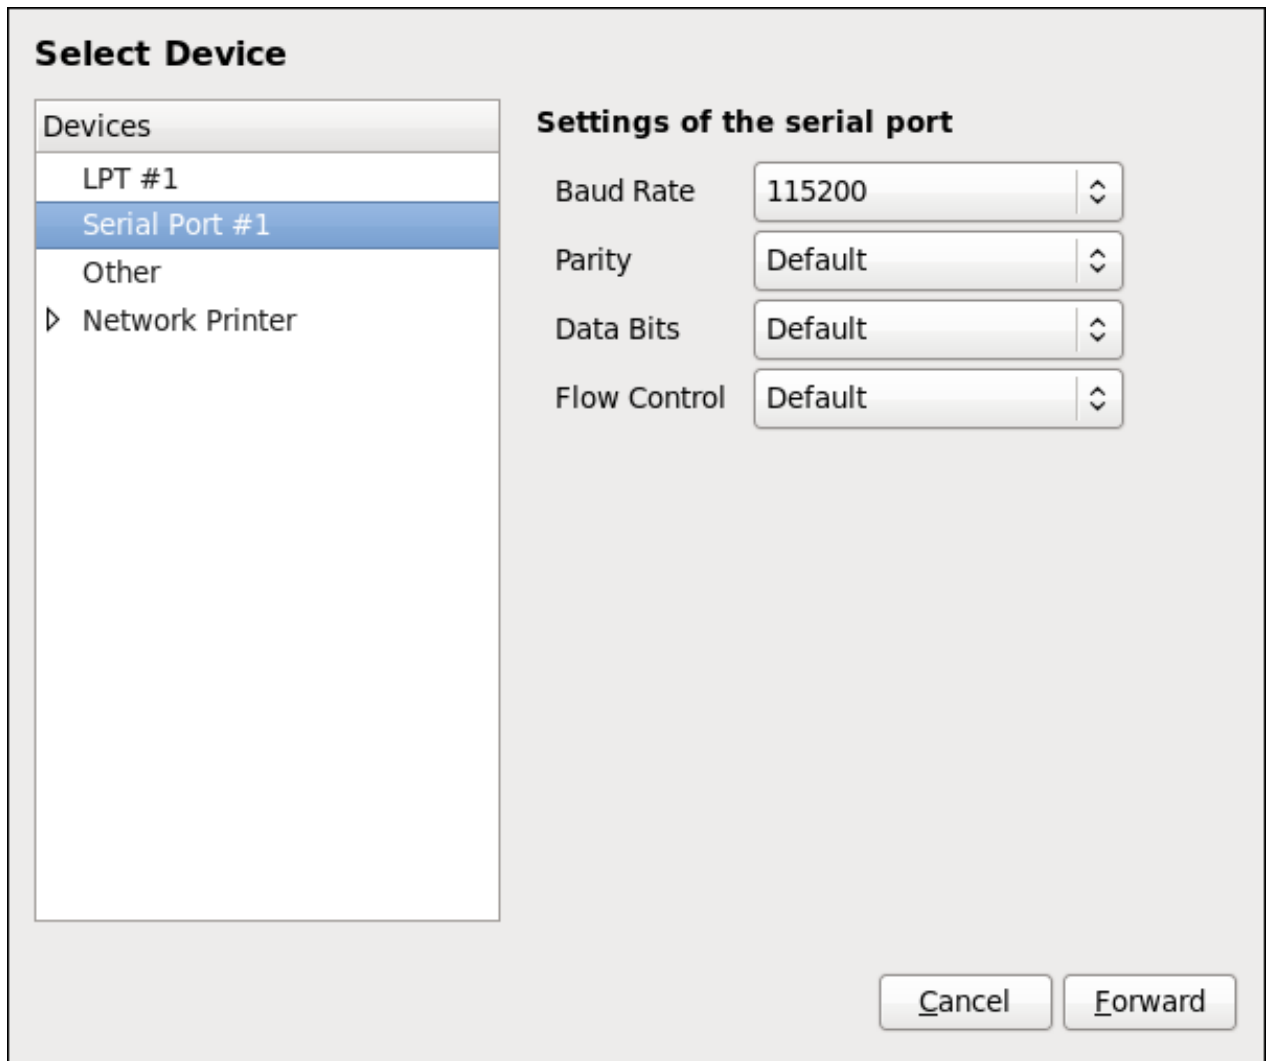 Select Device
Devices
LPT #1
Serial Port #1
Other
Network Printer
Settings of the serial port
Baud Rate 115200
Parity Default
Data Bits Default
Flow Control Default
Cancel Forward